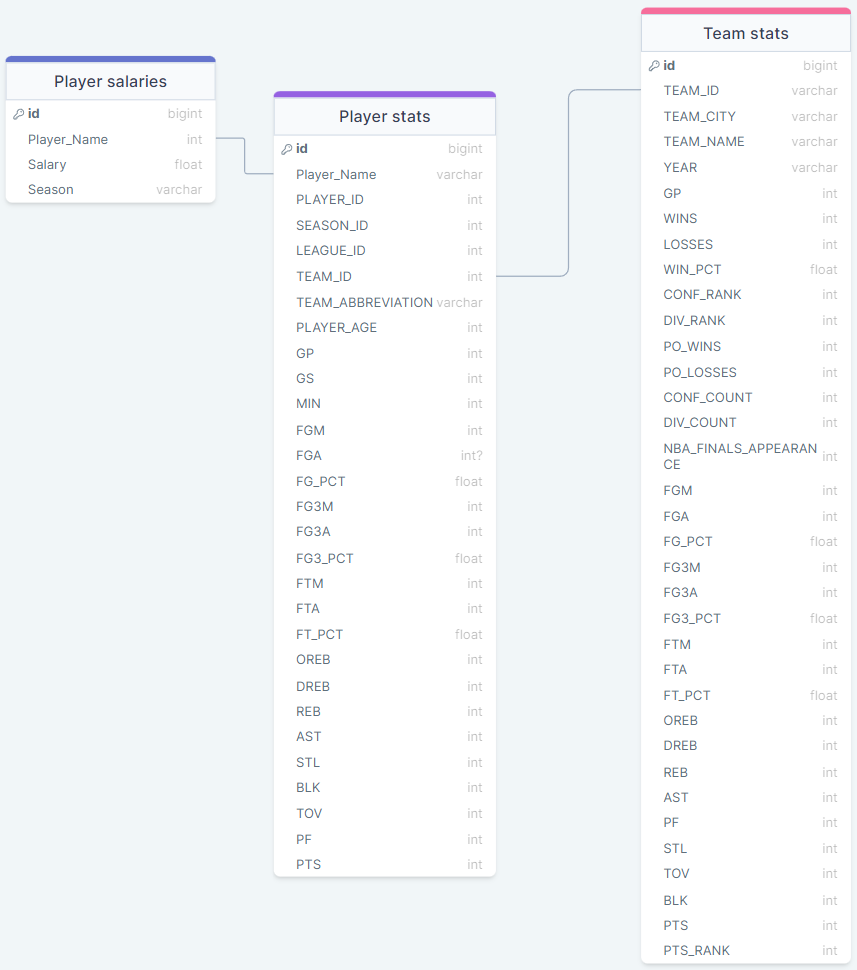 Player salaries
id bigint
Player_Name int
Salary float
Season varchar
Player stats
id bigint
Player_Name varchar
PLAYER_ID int
SEASON_ID int
LEAGUE_ID int
TEAM_ID int
TEAM_ABBREVIATION varchar
PLAYER_AGE int
GP int
GS int
MIN int
FGM int
FGA int?
FG_PCT float
FG3M int
FG3A int
FG3_PCT float
FTM int
FTA int
FT_PCT float
OREB int
DREB int
REB int
AST int
STL int
BLK int
TOV int
PF int
PTS int
Team stats
id bigint
TEAM_ID varchar
TEAM_CITY varchar
TEAM_NAME varchar
YEAR varchar
GP int
WINS int
LOSSES int
WIN_PCT float
CONF_RANK int
DIV_RANK int
PO_WINS int
PO_LOSSES int
CONF_COUNT int
DIV_COUNT int
NBA_FINALS_APPEARAN int
CE
FGM int
FGA int
FG_PCT float
FG3M int
FG3A int
FG3_PCT float
FTM int
FTA int
FT_PCT float
OREB int
DREB int
REB int
AST int
PF int
STL int
TOV int
BLK int
PTS int
PTS_RANK int